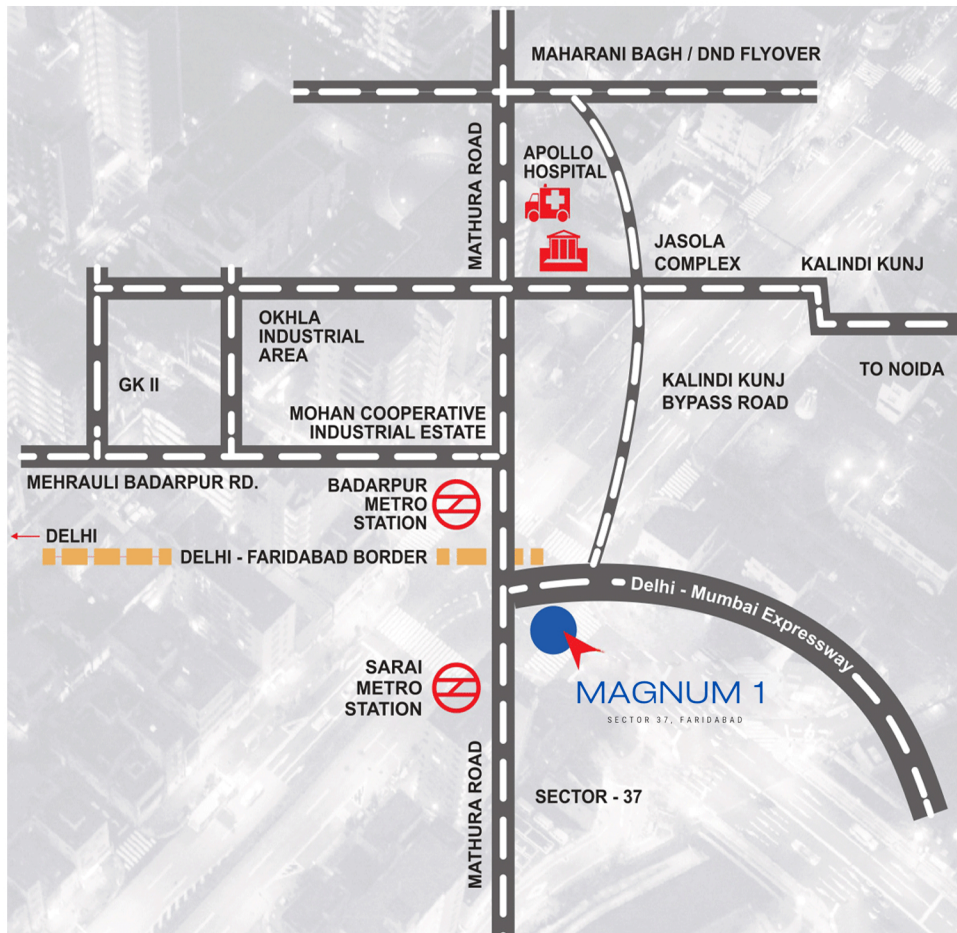 MAHARANI BAGH / DND FLYOVER
MATHURA ROAD
APOLLO
HOSPITAL
JASOLA
COMPLEX
KALINDI KUNJ
OKHLA
INDUSTRIAL
AREA
TO NOIDA
GK II
KALINDI KUNJ
BYPASS ROAD
MOHAN COOPERATIVE
INDUSTRIAL ESTATE
MEHRAULI BADARPUR RD.
BADARPUR
METRO
STATION
DELHI
DELHI - FARIDABAD BORDER
Delhi - Mumbai Expressway
SARAI
METRO
STATION
MAGNUM 1
SECTOR 37, FARIDABAD
MATHURA ROAD
SECTOR - 37